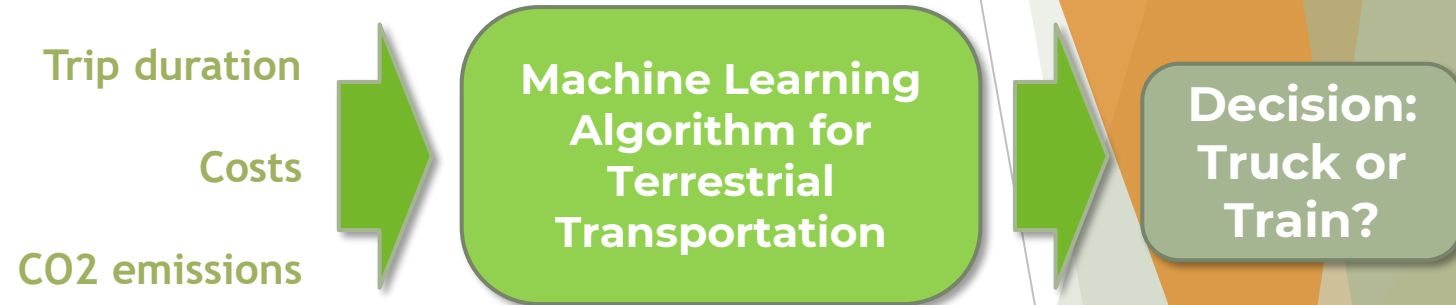 Trip duration
Costs
CO2 emissions
Machine Learning
Algorithm for
Terrestrial
Transportation
Decision:
Truck or
Train?